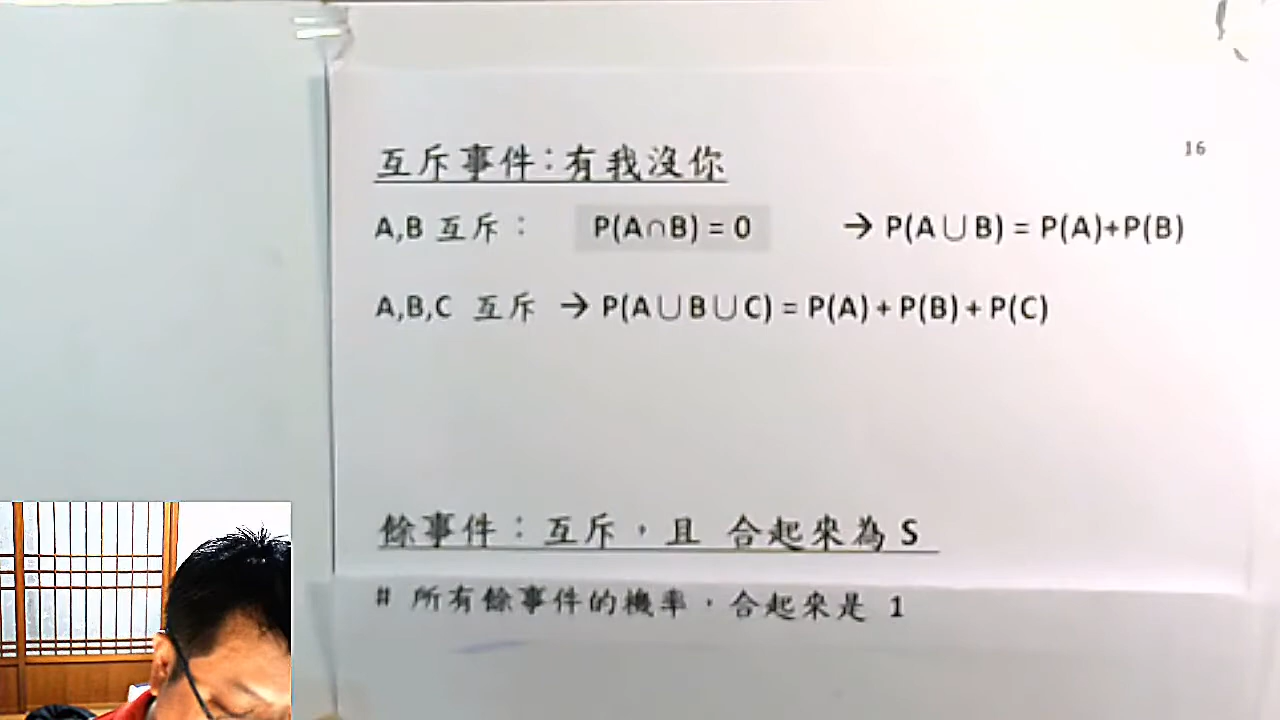 16
互斥事件：有我沒你
A,B 互斥： P(A∩B) = 0 → P(A∪B) = P(A)+P(B)
A,B,C 互斥 → P(A∪B∪C) = P(A) + P(B) + P(C)
餘事件：互斥，且 合起來為 S
# 所有餘事件的機率，合起來是 1